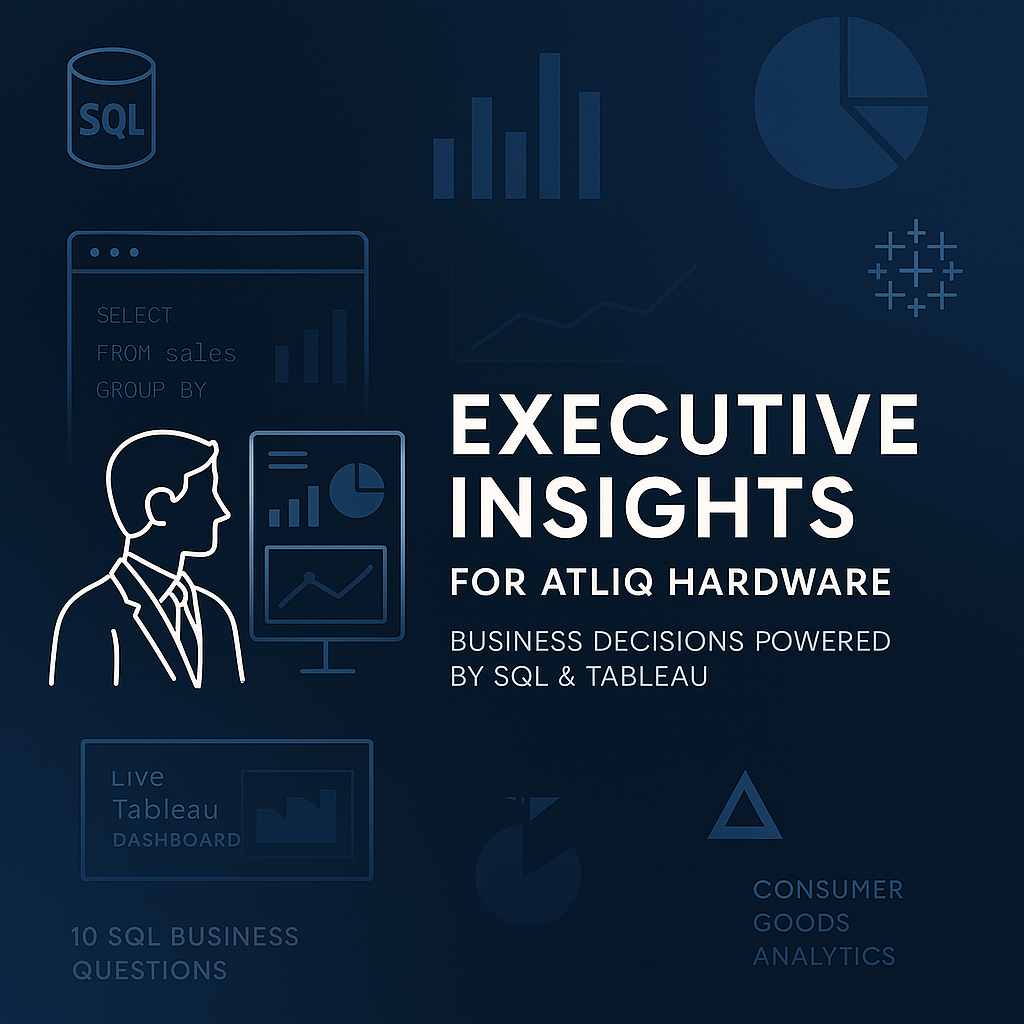 SQL
SELECT
FROM sales
GROUP BY
EXECUTIVE
INSIGHTS
FOR ATLIQ HARDWARE
BUSINESS DECISIONS POWERED
BY SQL & TABLEAU
Live
Tableau
DASHBOARD
10 SQL BUSINESS
QUESTIONS
CONSUMER
GOODS
ANALYTICS